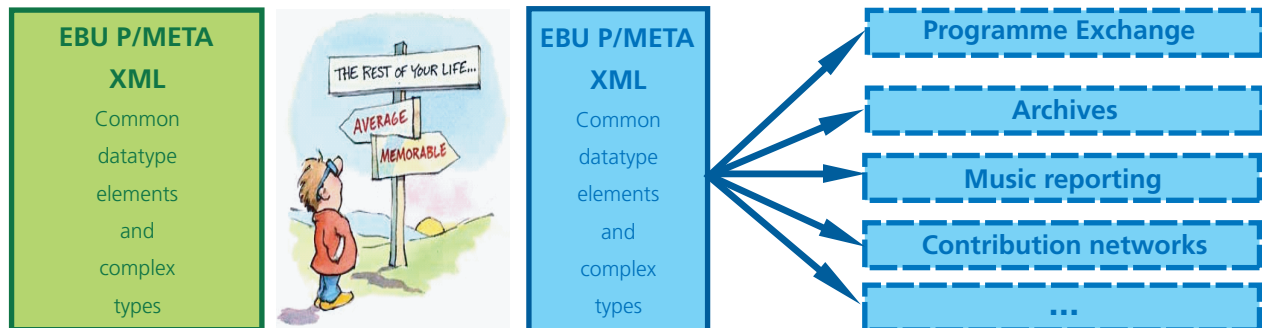 EBU P/META
XML
Common
datatype
elements
and
complex
types
THE REST OF YOUR LIFE...
AVERAGE
MEMORABLE
EBU P/META
XML
Common
datatype
elements
and
complex
types
Programme Exchange
Archives
Music reporting
Contribution networks
...